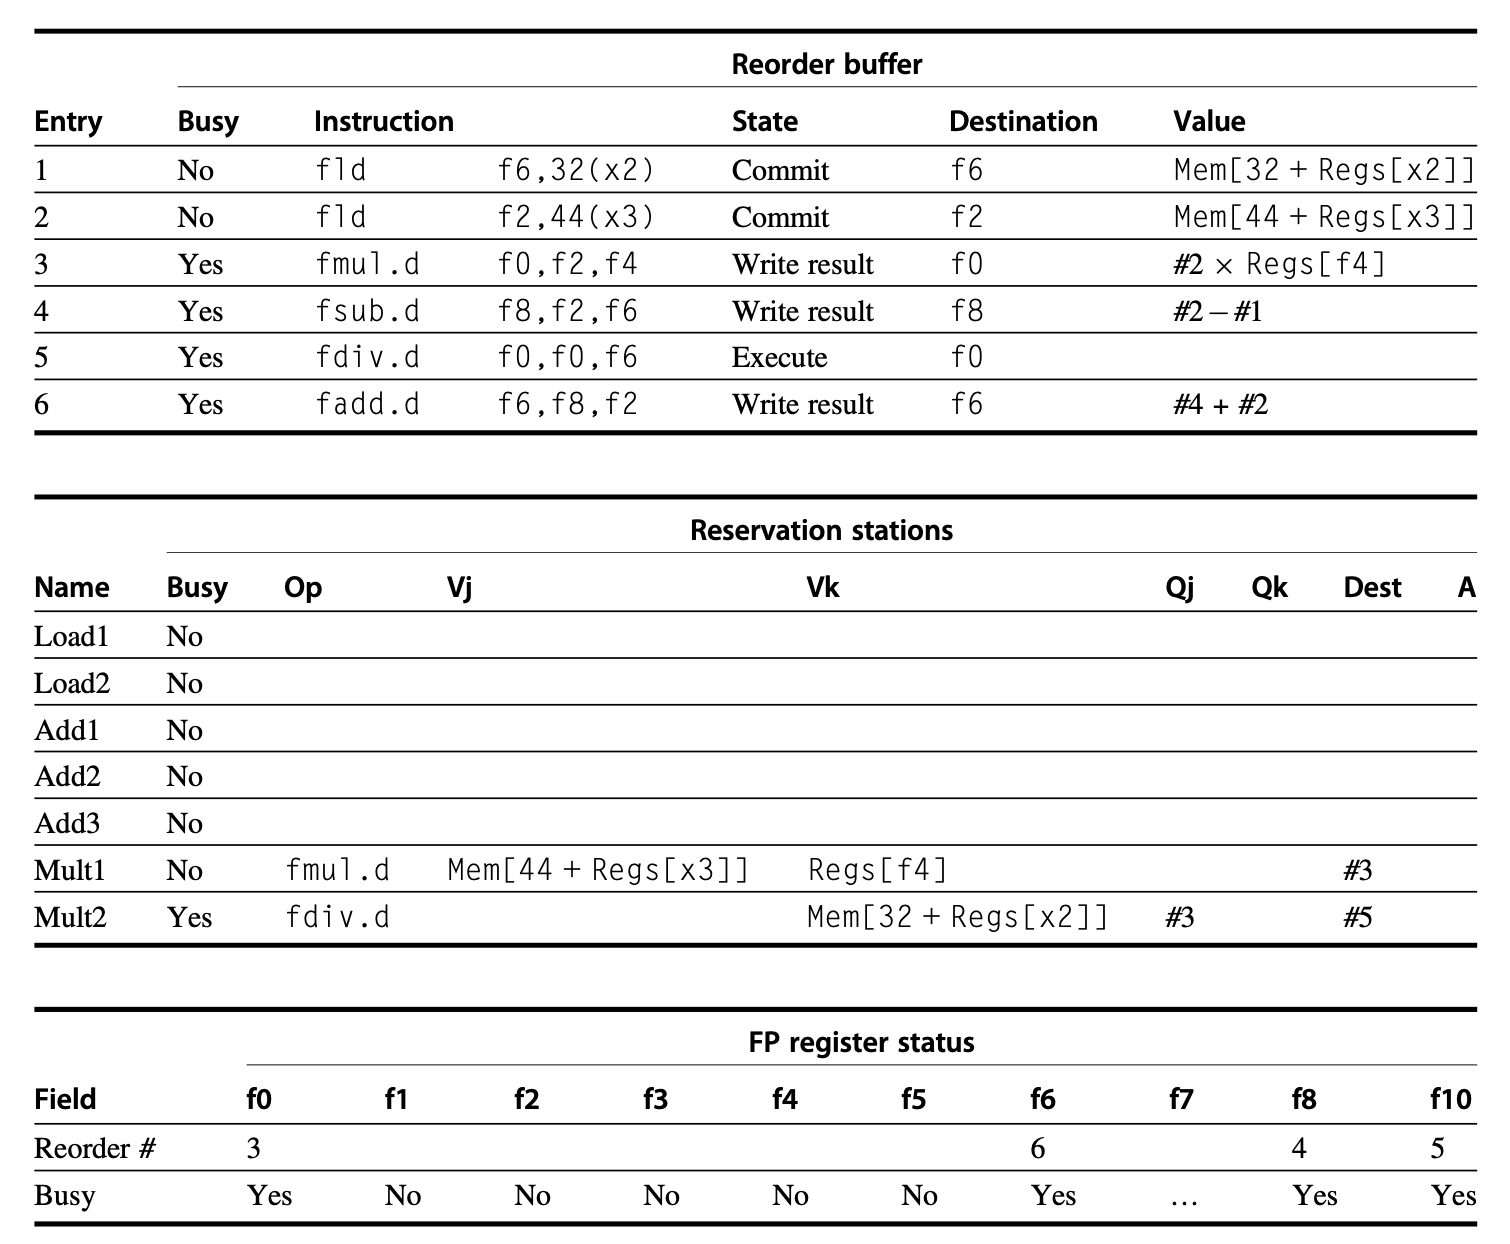 Reorder buffer
Entry Busy Instruction State Destination Value
1 No fld f6,32(x2) Commit f6 Mem[32 + Regs[x2]]
2 No fld f2,44(x3) Commit f2 Mem[44 + Regs[x3]]
3 Yes fmul.d f0,f2,f4 Write result f0 #2 × Regs[f4]
4 Yes fsub.d f8,f2,f6 Write result f8 #2 − #1
5 Yes fdiv.d f0,f0,f6 Execute f0
6 Yes fadd.d f6,f8,f2 Write result f6 #4 + #2
Reservation stations
Name Busy Op Vj Vk Qj Qk Dest A
Load1 No
Load2 No
Add1 No
Add2 No
Add3 No
Mult1 No fmul.d Mem[44 + Regs[x3]] Regs[f4] #3
Mult2 Yes fdiv.d Mem[32 + Regs[x2]] #3 #5
FP register status
Field f0 f1 f2 f3 f4 f5 f6 f7 f8 f10
Reorder # 3 6 4 5
Busy Yes No No No No No Yes … Yes Yes